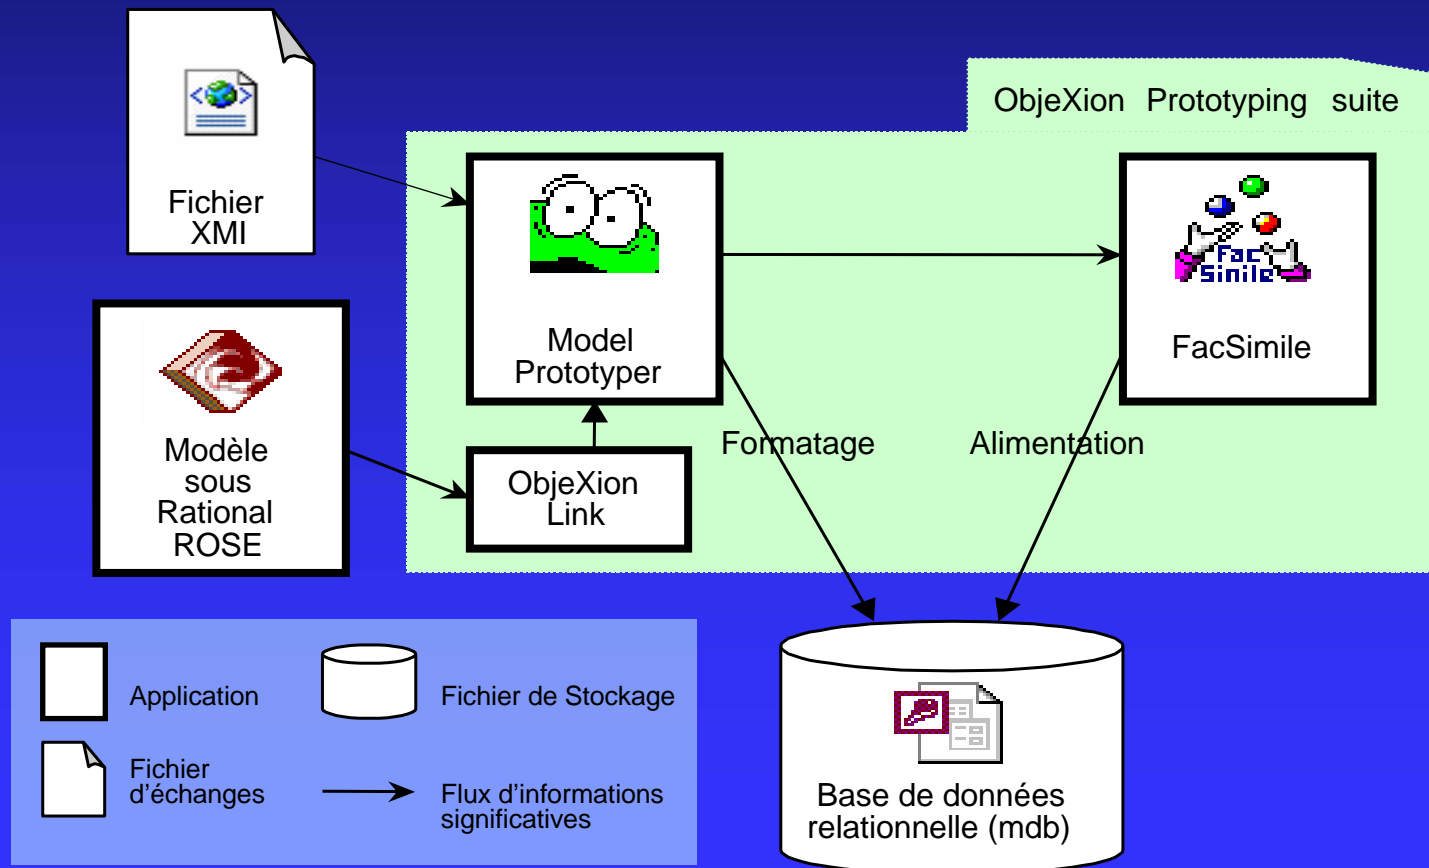 Fichier
XMI
ObjeXion Prototyping suite
Model
Prototyper
Fac
Sinile
FacSimile
Modèle
sous
Rational
ROSE
ObjeXion
Link
Formatage
Alimentation
Application
Fichier de Stockage
Fichier
d'échanges
Flux d'informations
significatives
Base de données
relationnelle (mdb)